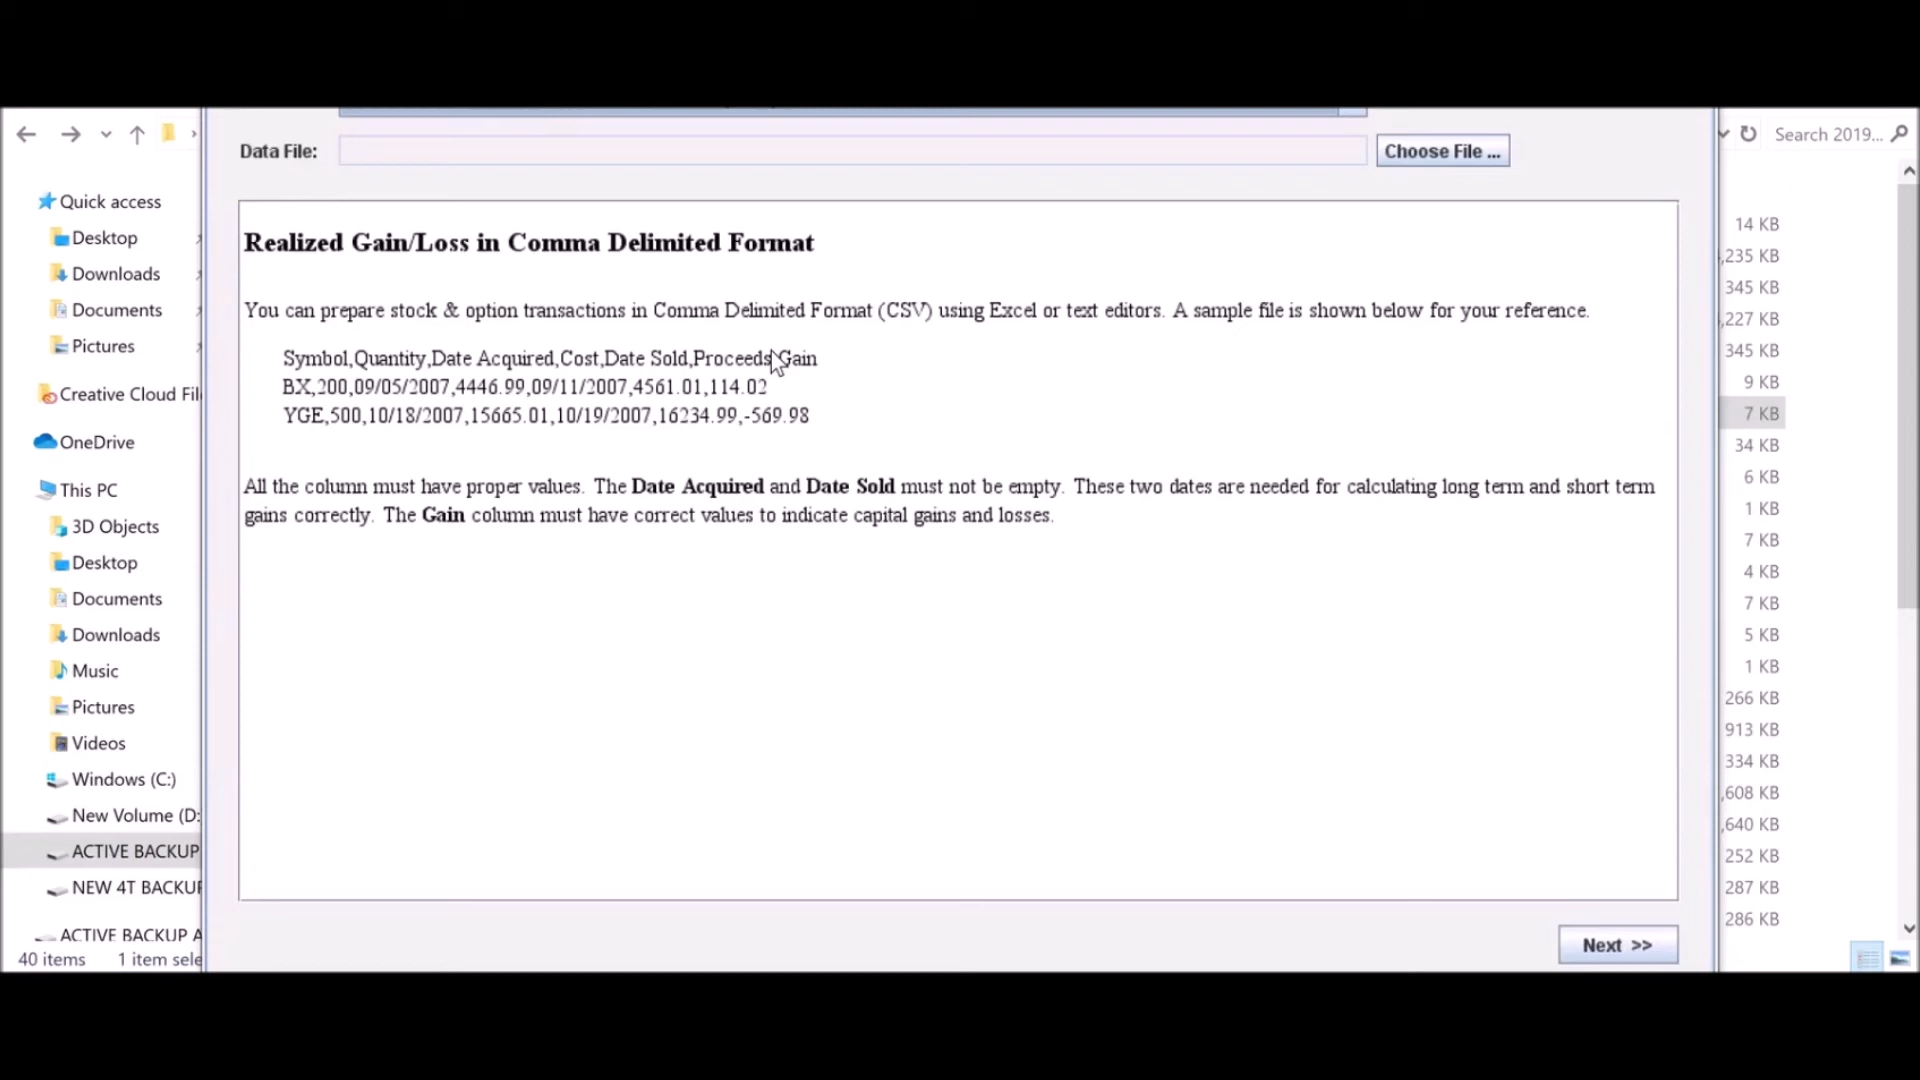 Search 2019...
Data File:
Choose File ...
Quick access
Desktop
Downloads
Documents
Pictures
Creative Cloud Fil
OneDrive
This PC
3D Objects
Desktop
Documents
Downloads
Music
Pictures
Videos
Windows (C:)
New Volume (D:
ACTIVE BACKUP
NEW 4T BACKUP
ACTIVE BACKUP A
40 items 1 item sele
Realized Gain/Loss in Comma Delimited Format
You can prepare stock & option transactions in Comma Delimited Format (CSV) using Excel or text editors. A sample file is shown below for your reference.
Symbol,Quantity,Date Acquired,Cost,Date Sold,Proceeds,Gain
BX,200,09/05/2007,4446.99,09/11/2007,4561.01,114.02
YGE,500,10/18/2007,15665.01,10/19/2007,16234.99,-569.98
All the column must have proper values. The Date Acquired and Date Sold must not be empty. These two dates are needed for calculating long term and short term
gains correctly. The Gain column must have correct values to indicate capital gains and losses.
Next >>
14 KB
,235 KB
345 KB
,227 KB
345 KB
9 KB
7 KB
34 KB
6 KB
1 KB
7 KB
4 KB
7 KB
5 KB
1 KB
266 KB
913 KB
334 KB
,608 KB
,640 KB
252 KB
287 KB
286 KB